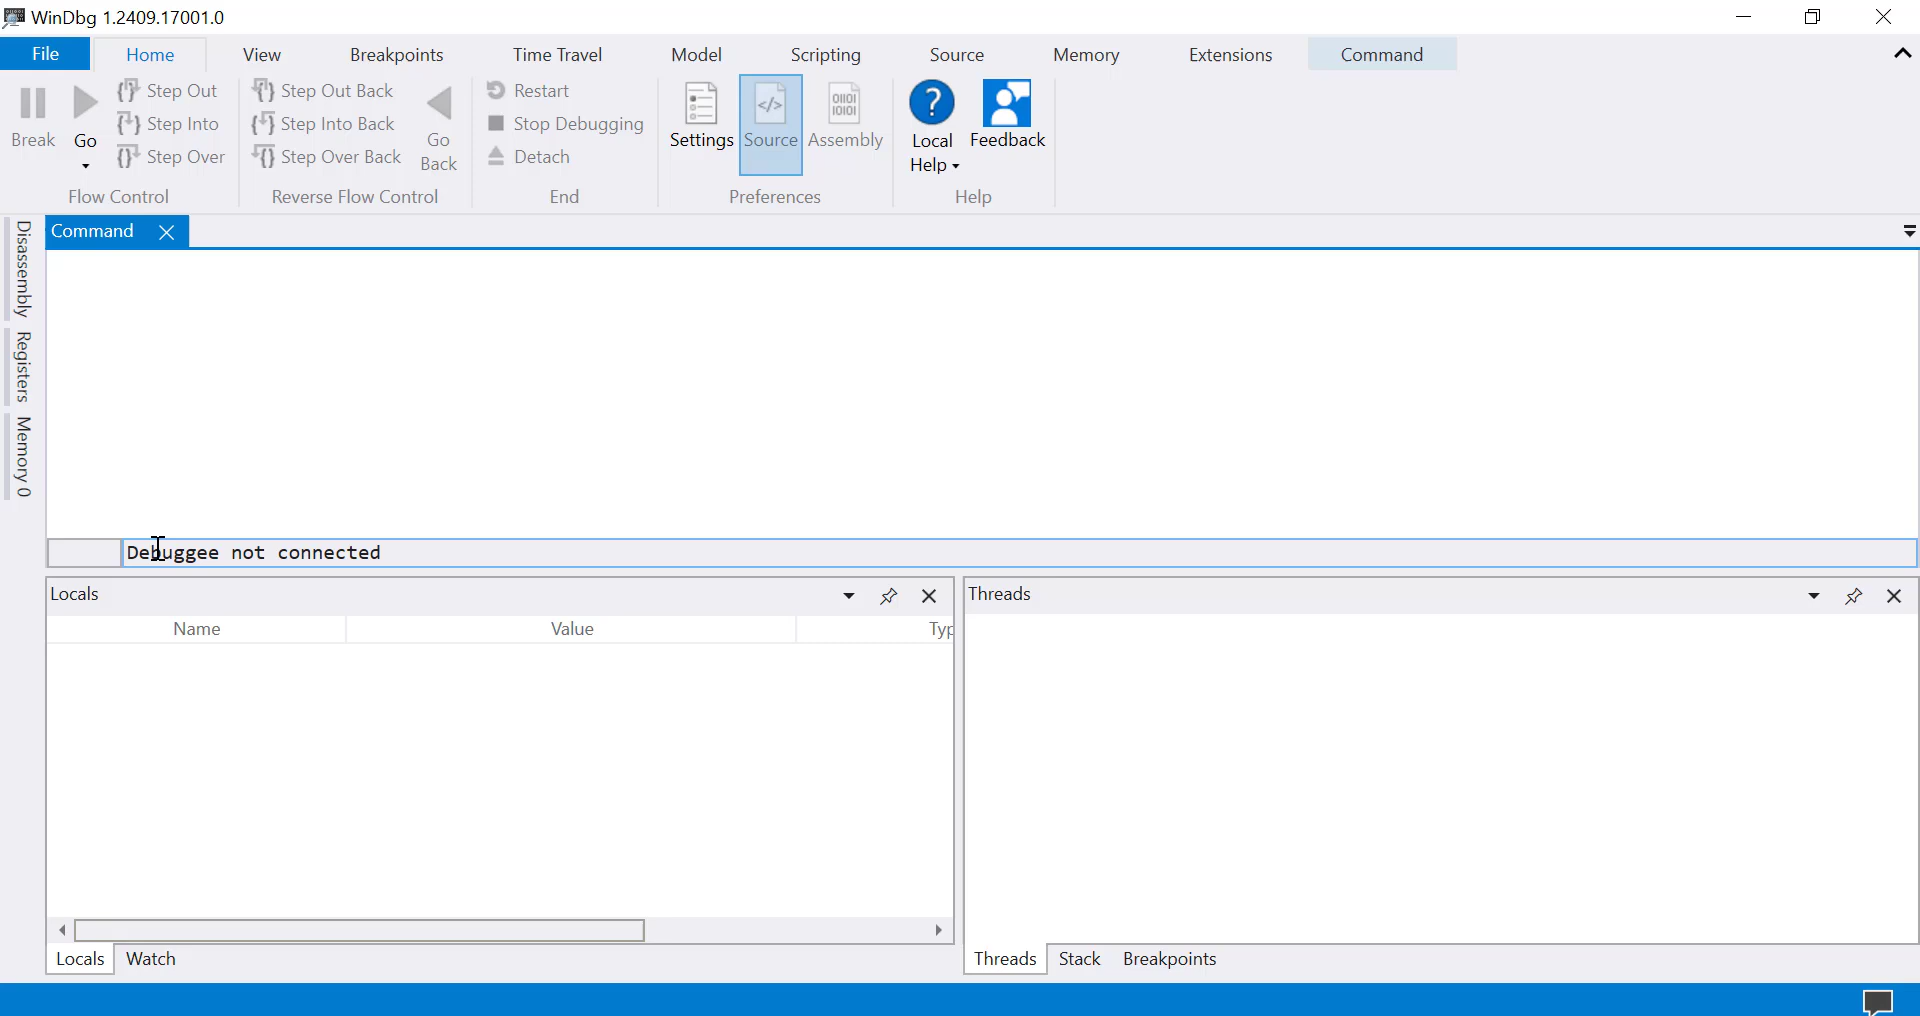 WinDbg 1.2409.17001.0
File Home View Breakpoints Time Travel Model Scripting Source Memory Extensions Command
Break
Go
Step Out
Step Into
Step Over
Flow Control
Step Out Back
Step Into Back
Step Over Back
Go
Back
Reverse Flow Control
Restart
Stop Debugging
Detach
End
Settings
Source
Assembly
Preferences
Local
Help
Feedback
Help
Disassembly
Registers
Memory 0
Command
Debuggee not connected
Locals
Name Value Typ
Locals Watch
Threads
Threads Stack Breakpoints